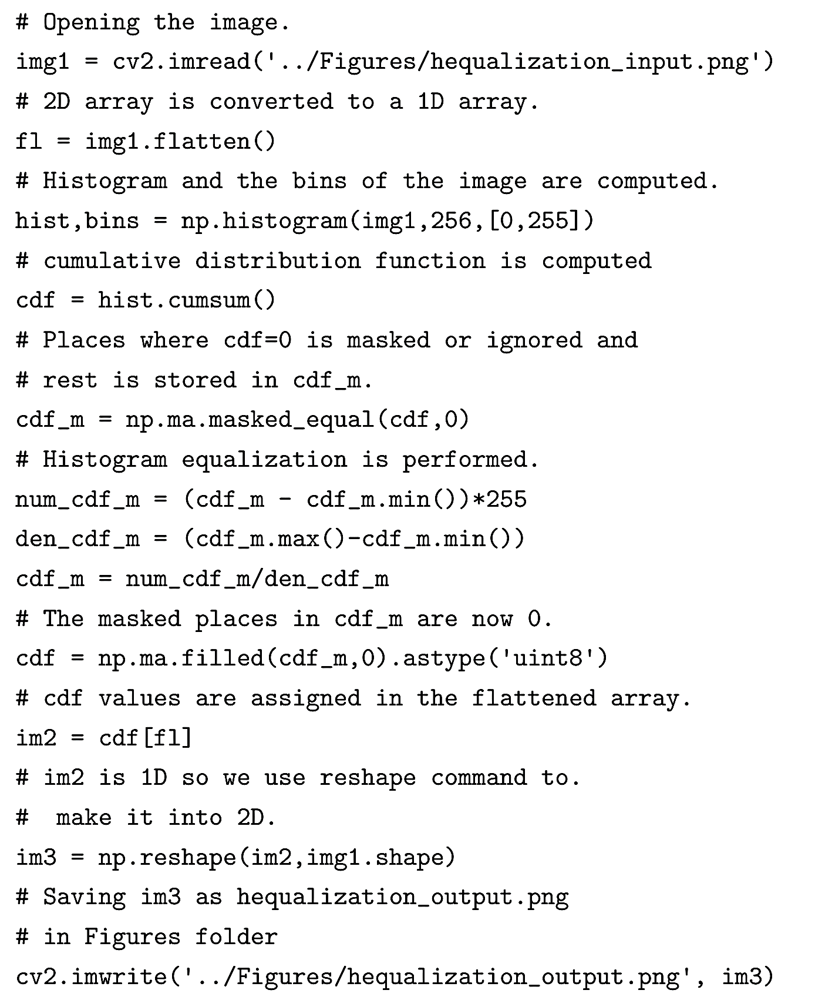 # Opening the image.
img1 = cv2.imread('../Figures/hequalization_input.png')
# 2D array is converted to a 1D array.
fl = img1.flatten()
# Histogram and the bins of the image are computed.
hist,bins = np.histogram(img1,256,[0,255])
# cumulative distribution function is computed
cdf = hist.cumsum()
# Places where cdf=0 is masked or ignored and
# rest is stored in cdf_m.
cdf_m = np.ma.masked_equal(cdf,0)
# Histogram equalization is performed.
num_cdf_m = (cdf_m - cdf_m.min())*255
den_cdf_m = (cdf_m.max()-cdf_m.min())
cdf_m = num_cdf_m/den_cdf_m
# The masked places in cdf_m are now 0.
cdf = np.ma.filled(cdf_m,0).astype('uint8')
# cdf values are assigned in the flattened array.
im2 = cdf[fl]
# im2 is 1D so we use reshape command to.
#  make it into 2D.
im3 = np.reshape(im2,img1.shape)
# Saving im3 as hequalization_output.png
# in Figures folder
cv2.imwrite('../Figures/hequalization_output.png', im3)